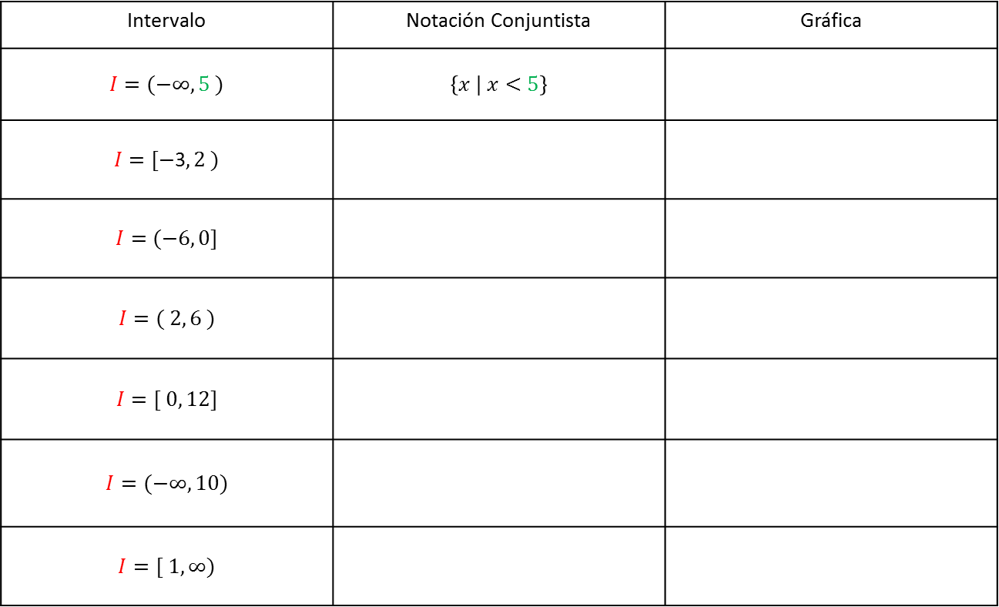 Intervalo Notación Conjuntista Gráfica
I = (−∞, 5 ) {x | x < 5}
I = [−3, 2 )
I = (−6, 0]
I = ( 2, 6 )
I = [ 0, 12]
I = (−∞, 10)
I = [ 1, ∞)